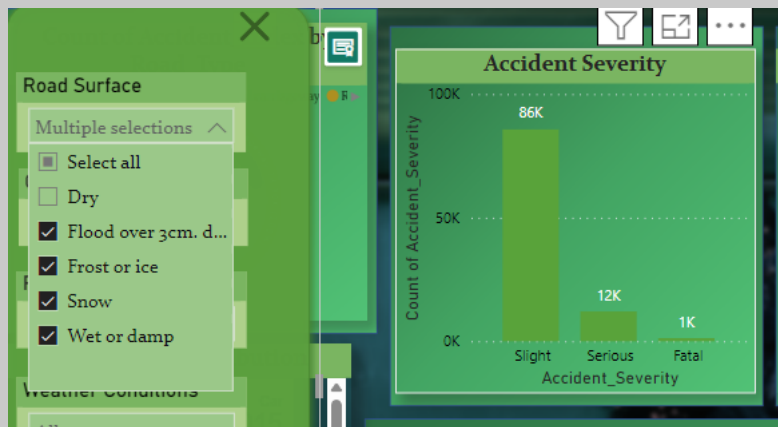 Road Surface
Multiple selections
Select all
Dry
Flood over 3cm. d...
Frost or ice
Snow
Wet or damp
Weather Conditions
by
Accident Severity
Count of Accident_Severity
100K
50K
0K
86K
12K
1K
Slight Serious Fatal
Accident_Severity